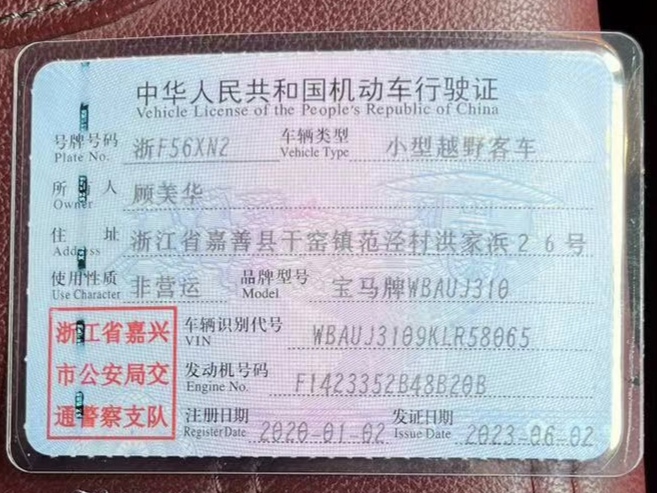 中华人民共和国机动车行驶证
Vehicle License of the People's Republic of China
号牌号码 浙F56XN2 车辆类型 小型越野客车
Plate No. Vehicle Type
所有人 顾美华
Owner
住址 浙江省嘉善县干窑镇范泾村洪家浜26号
Address
使用性质 非营运 品牌型号 宝马牌WBAUJ310
Use Character Model
浙江省嘉兴
市公安局交
通警察支队
车辆识别代号 WBAUJ3109KLR58065
VIN
发动机号码 F1423352B48B20B
Engine No.
注册日期 2020-01-02 发证日期 2023-06-02
Register Date Issue Date